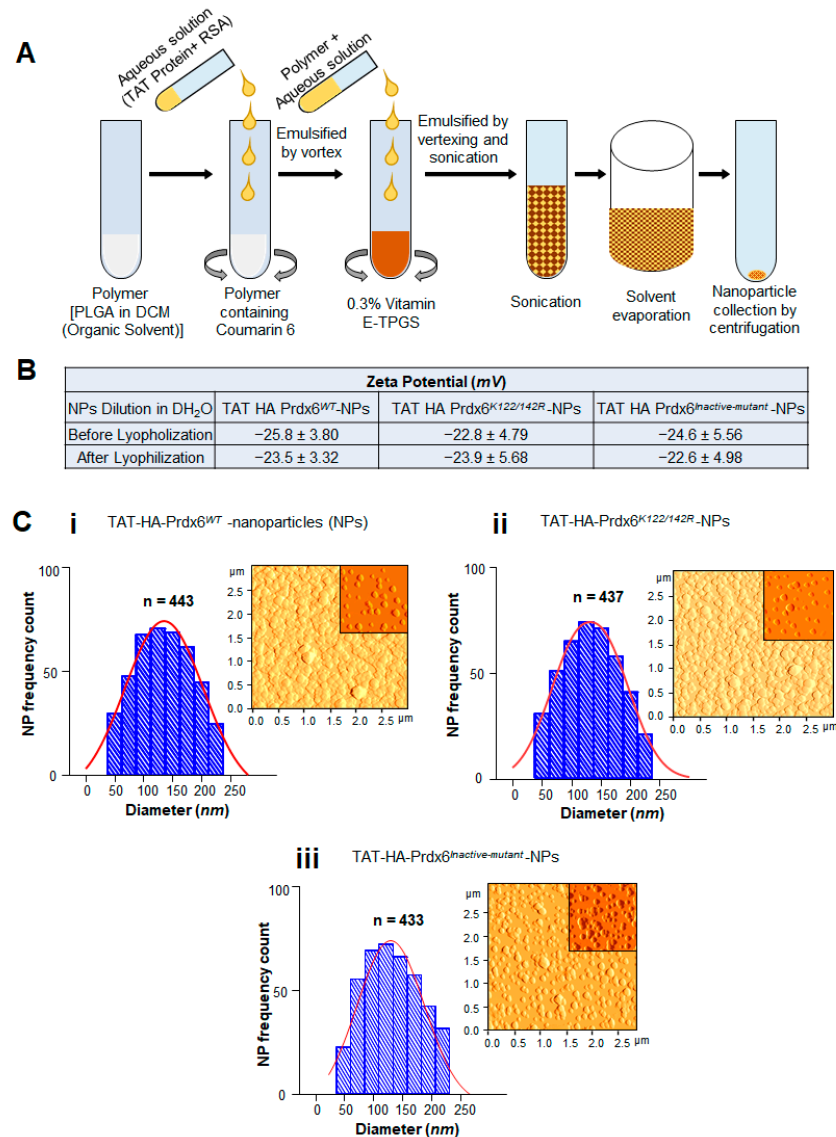 A
Aqueous solution
(TAT Protein+ RSA)
Polymer +
Aqueous solution
Emulsified
by vortex
Emulsified by
vertexing and
sonication
Polymer
[PLGA in DCM
(Organic Solvent)]
Polymer
containing
Coumarin 6
0.3% Vitamin
E-TPGS
Sonication
Solvent
evaporation
Nanoparticle
collection by
centrifugation
B
Zeta Potential (mV)
NPs Dilution in DH₂O TAT HA Prdx6WT-NPs TAT HA Prdx6K122/142R-NPs TAT HA Prdx6Inactive-mutant-NPs
Before Lyopholization −25.8 ± 3.80 −22.8 ± 4.79 −24.6 ± 5.56
After Lyophilization −23.5 ± 3.32 −23.9 ± 5.68 −22.6 ± 4.98
C
i TAT-HA-Prdx6WT -nanoparticles (NPs)
NP frequency count
100
50
0
n = 443
0 50 100 150 200 250
Diameter (nm)
µm
2.5
2.0
1.5
1.0
0.5
0.0
0.0 0.5 1.0 1.5 2.0 2.5
µm
ii TAT-HA-Prdx6K122/142R-NPs
NP frequency count
100
50
0
n = 437
0 50 100 150 200 250
Diameter (nm)
µm
2.5
2.0
1.5
1.0
0.5
0.0
0.0 0.5 1.0 1.5 2.0 2.5
µm
iii TAT-HA-Prdx6Inactive-mutant-NPs
NP frequency count
100
50
0
n = 433
0 50 100 150 200 250
Diameter (nm)
µm
2.5
2.0
1.5
1.0
0.5
0.0
0.0 0.5 1.0 1.5 2.0 2.5
µm